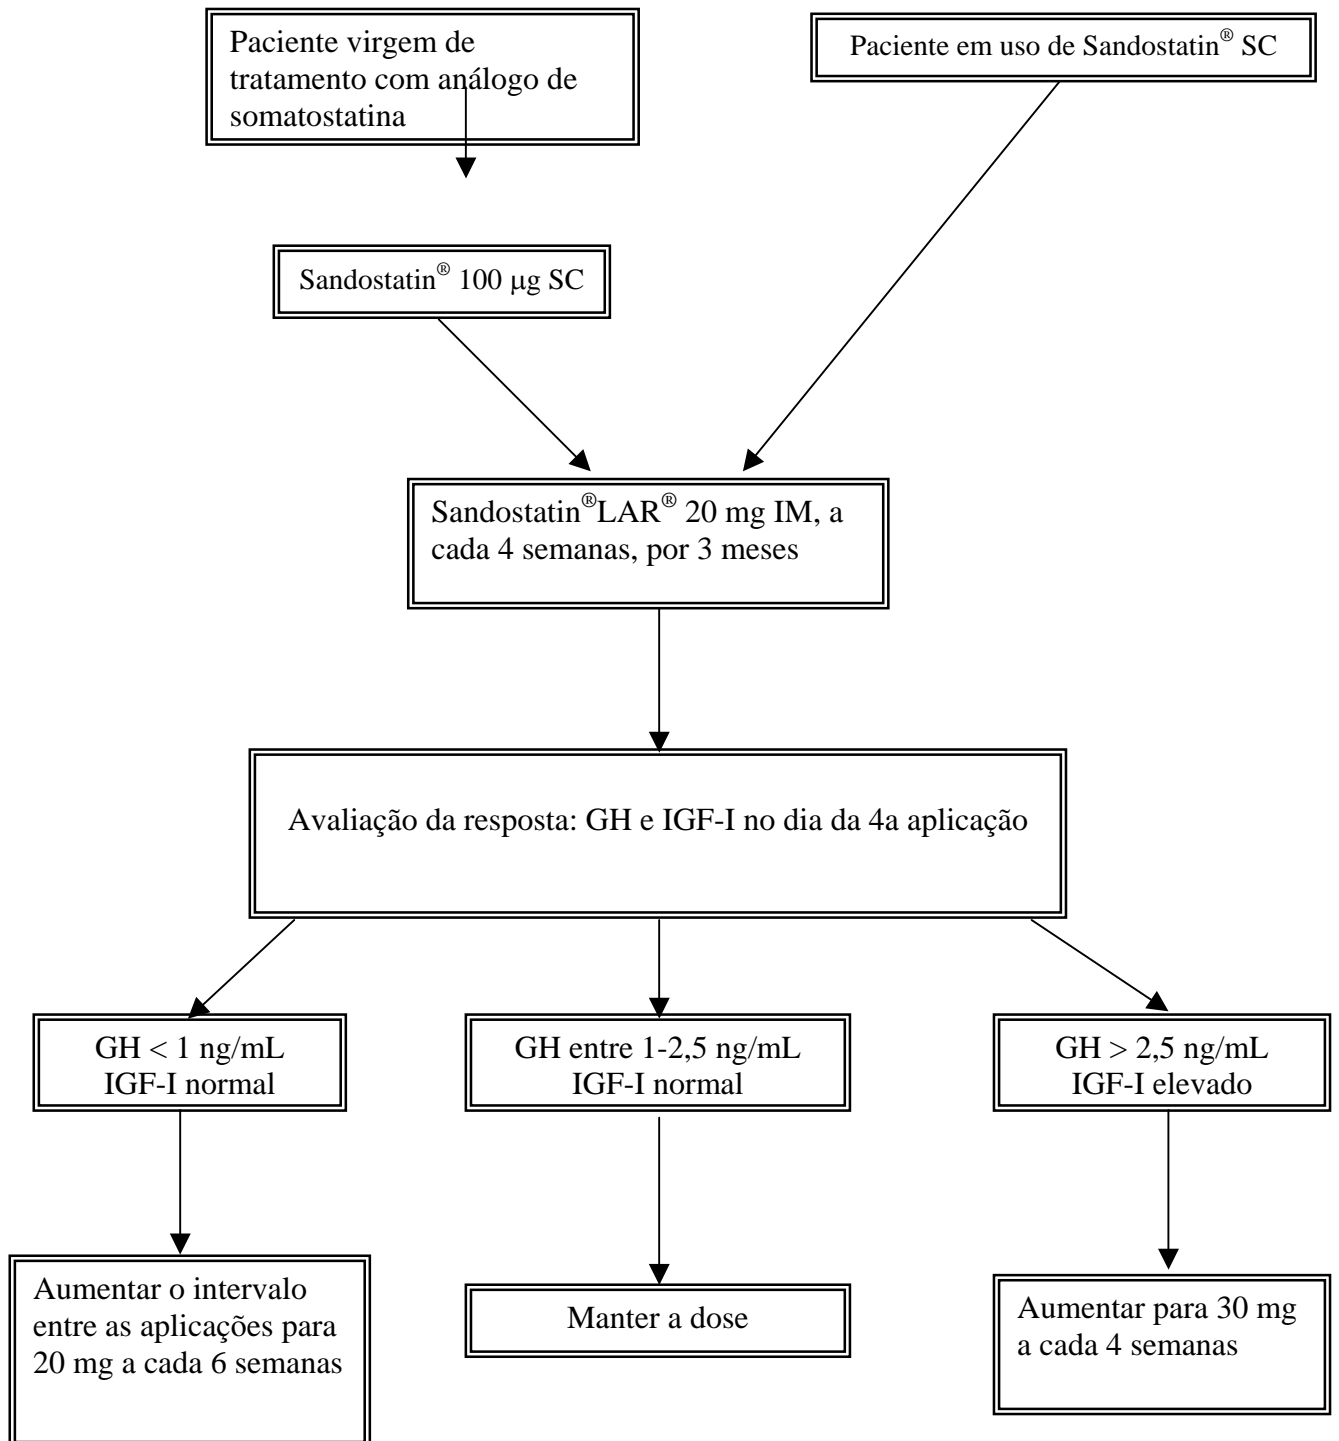 Paciente virgem de
tratamento com análogo de
somatostatina
Paciente em uso de Sandostatin® SC
Sandostatin® 100 µg SC
Sandostatin®LAR® 20 mg IM, a
cada 4 semanas, por 3 meses
Avaliação da resposta: GH e IGF-I no dia da 4a aplicação
GH < 1 ng/mL
IGF-I normal
GH entre 1-2,5 ng/mL
IGF-I normal
GH > 2,5 ng/mL
IGF-I elevado
Aumentar o intervalo
entre as aplicações para
20 mg a cada 6 semanas
Manter a dose
Aumentar para 30 mg
a cada 4 semanas